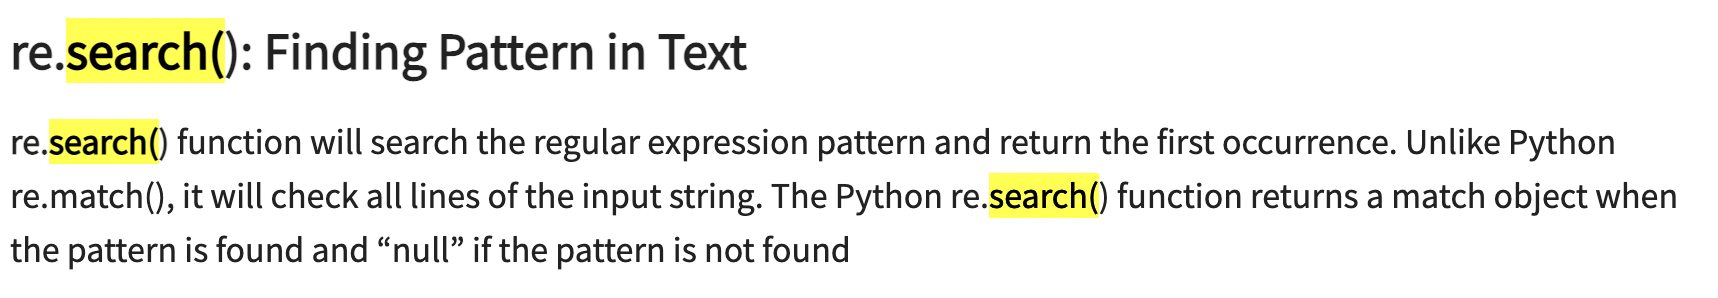 re.search(): Finding Pattern in Text
re.search() function will search the regular expression pattern and return the first occurrence. Unlike Python
re.match(), it will check all lines of the input string. The Python re.search() function returns a match object when
the pattern is found and “null” if the pattern is not found